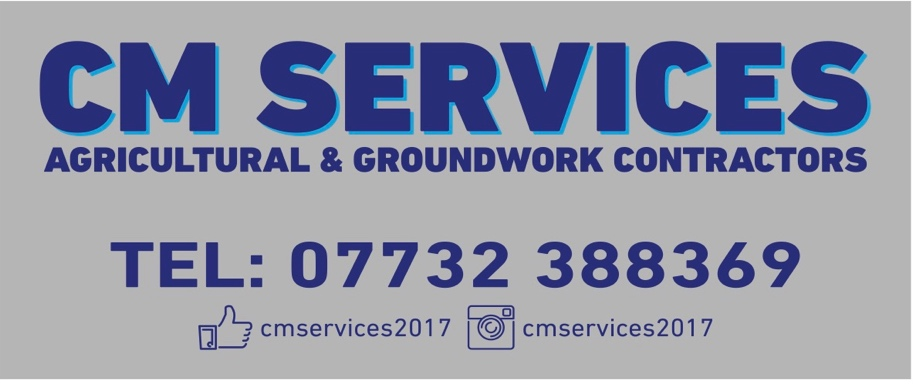 CM SERVICES
AGRICULTURAL & GROUNDWORK CONTRACTORS
TEL: 07732 388369
cmservices2017 cmservices2017